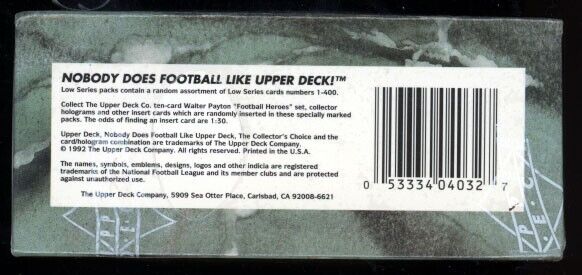 NOBODY DOES FOOTBALL LIKE UPPER DECK!™
Low Series packs contain a random assortment of Low Series cards numbers 1-400.
Collect The Upper Deck Co. ten-card Walter Payton "Football Heroes" set, collector
holograms and other insert cards which are randomly inserted in these specially marked
packs. The odds of finding an insert card are 1:30.
Upper Deck, Nobody Does Football Like Upper Deck, The Collector's Choice and the
card/hologram combination are trademarks of The Upper Deck Company.
© 1992 The Upper Deck Company. All rights reserved. Printed in the U.S.A.
The names, symbols, emblems, designs, logos and other indicia are registered
trademarks of the National Football League and its member clubs and are protected
against unauthorized use.
The Upper Deck Company, 5909 Sea Otter Place, Carlsbad, CA 92008-6621
0 53334 04032 7